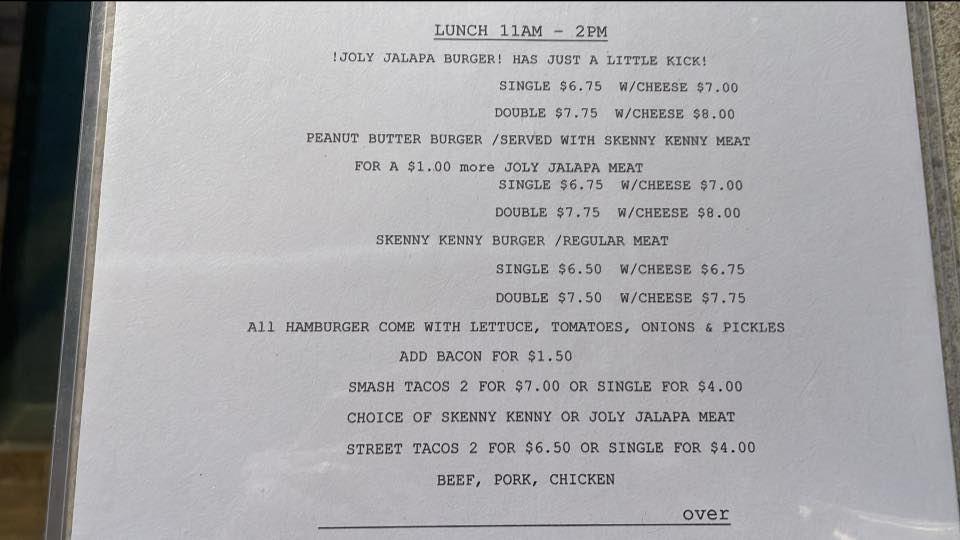 LUNCH 11AM - 2PM
!JOLY JALAPA BURGER! HAS JUST A LITTLE KICK!
SINGLE $6.75 W/CHEESE $7.00
DOUBLE $7.75 W/CHEESE $8.00
PEANUT BUTTER BURGER /SERVED WITH SKENNY KENNY MEAT
FOR A $1.00 more JOLY JALAPA MEAT
SINGLE $6.75 W/CHEESE $7.00
DOUBLE $7.75 W/CHEESE $8.00
SKENNY KENNY BURGER /REGULAR MEAT
SINGLE $6.50 W/CHEESE $6.75
DOUBLE $7.50 W/CHEESE $7.75
All HAMBURGER COME WITH LETTUCE, TOMATOES, ONIONS & PICKLES
ADD BACON FOR $1.50
SMASH TACOS 2 FOR $7.00 OR SINGLE FOR $4.00
CHOICE OF SKENNY KENNY OR JOLY JALAPA MEAT
STREET TACOS 2 FOR $6.50 OR SINGLE FOR $4.00
BEEF, PORK, CHICKEN
over